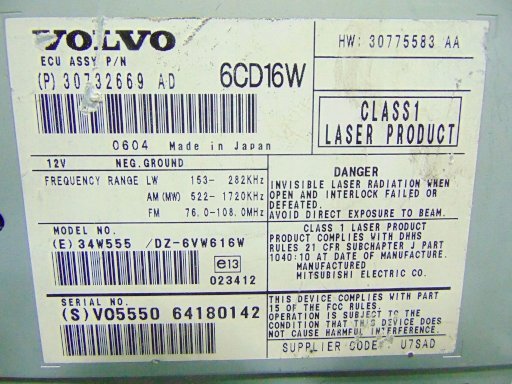 VOLVO
HW: 30775583 AA
ECU ASSY P/N
(P) 30732669 AD
6CD16W
CLASS1
LASER PRODUCT
0604 Made in Japan
12V NEG.GROUND
FREQUENCY RANGE LW 153- 282KHz
AM(MW) 522- 1720KHz
FM 76.0-108.0MHz
DANGER
INVISIBLE LASER RADIATION WHEN
OPEN AND INTERLOCK FAILED OR
DEFEATED.
AVOID DIRECT EXPOSURE TO BEAM.
MODEL NO.
(E) 34W555 /DZ-6VW616W
e13
023412
CLASS 1 LASER PRODUCT
PRODUCT COMPLIES WITH DHHS
RULES 21 CFR SUBCHAPTER J PART
1040:10 AT DATE OF MANUFACTURE.
MANUFACTURED
MITSUBISHI ELECTRIC CO.
SERIAL NO.
(S)VO5550 64180142
THIS DEVICE COMPLIES WITH PART
15 OF THE FCC RULES.
OPERATION IS SUBJECT TO THE
CONDITION THAT THIS DEVICE DOES
NOT CAUSE HARMFUL INTERFERENCE.
SUPPLIER CODE: U7SAD